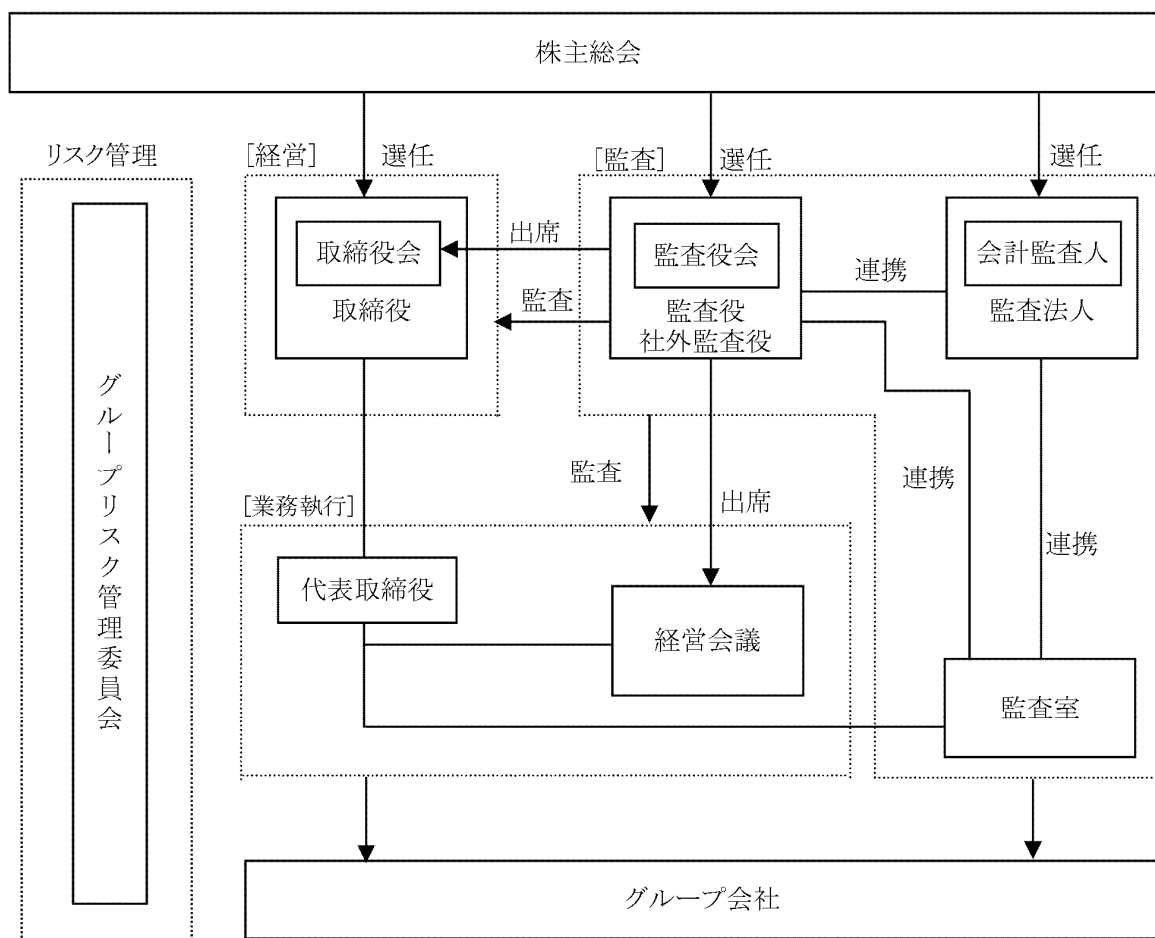 株主総会
リスク管理
[経営]
選任
[監査]
選任
選任
取締役会
取締役
出席
監査
監査役会
監査役
社外監査役
連携
会計監査人
監査法人
グループリスク管理委員会
監査
出席
連携
連携
[業務執行]
代表取締役
経営会議
監査室
グループ会社